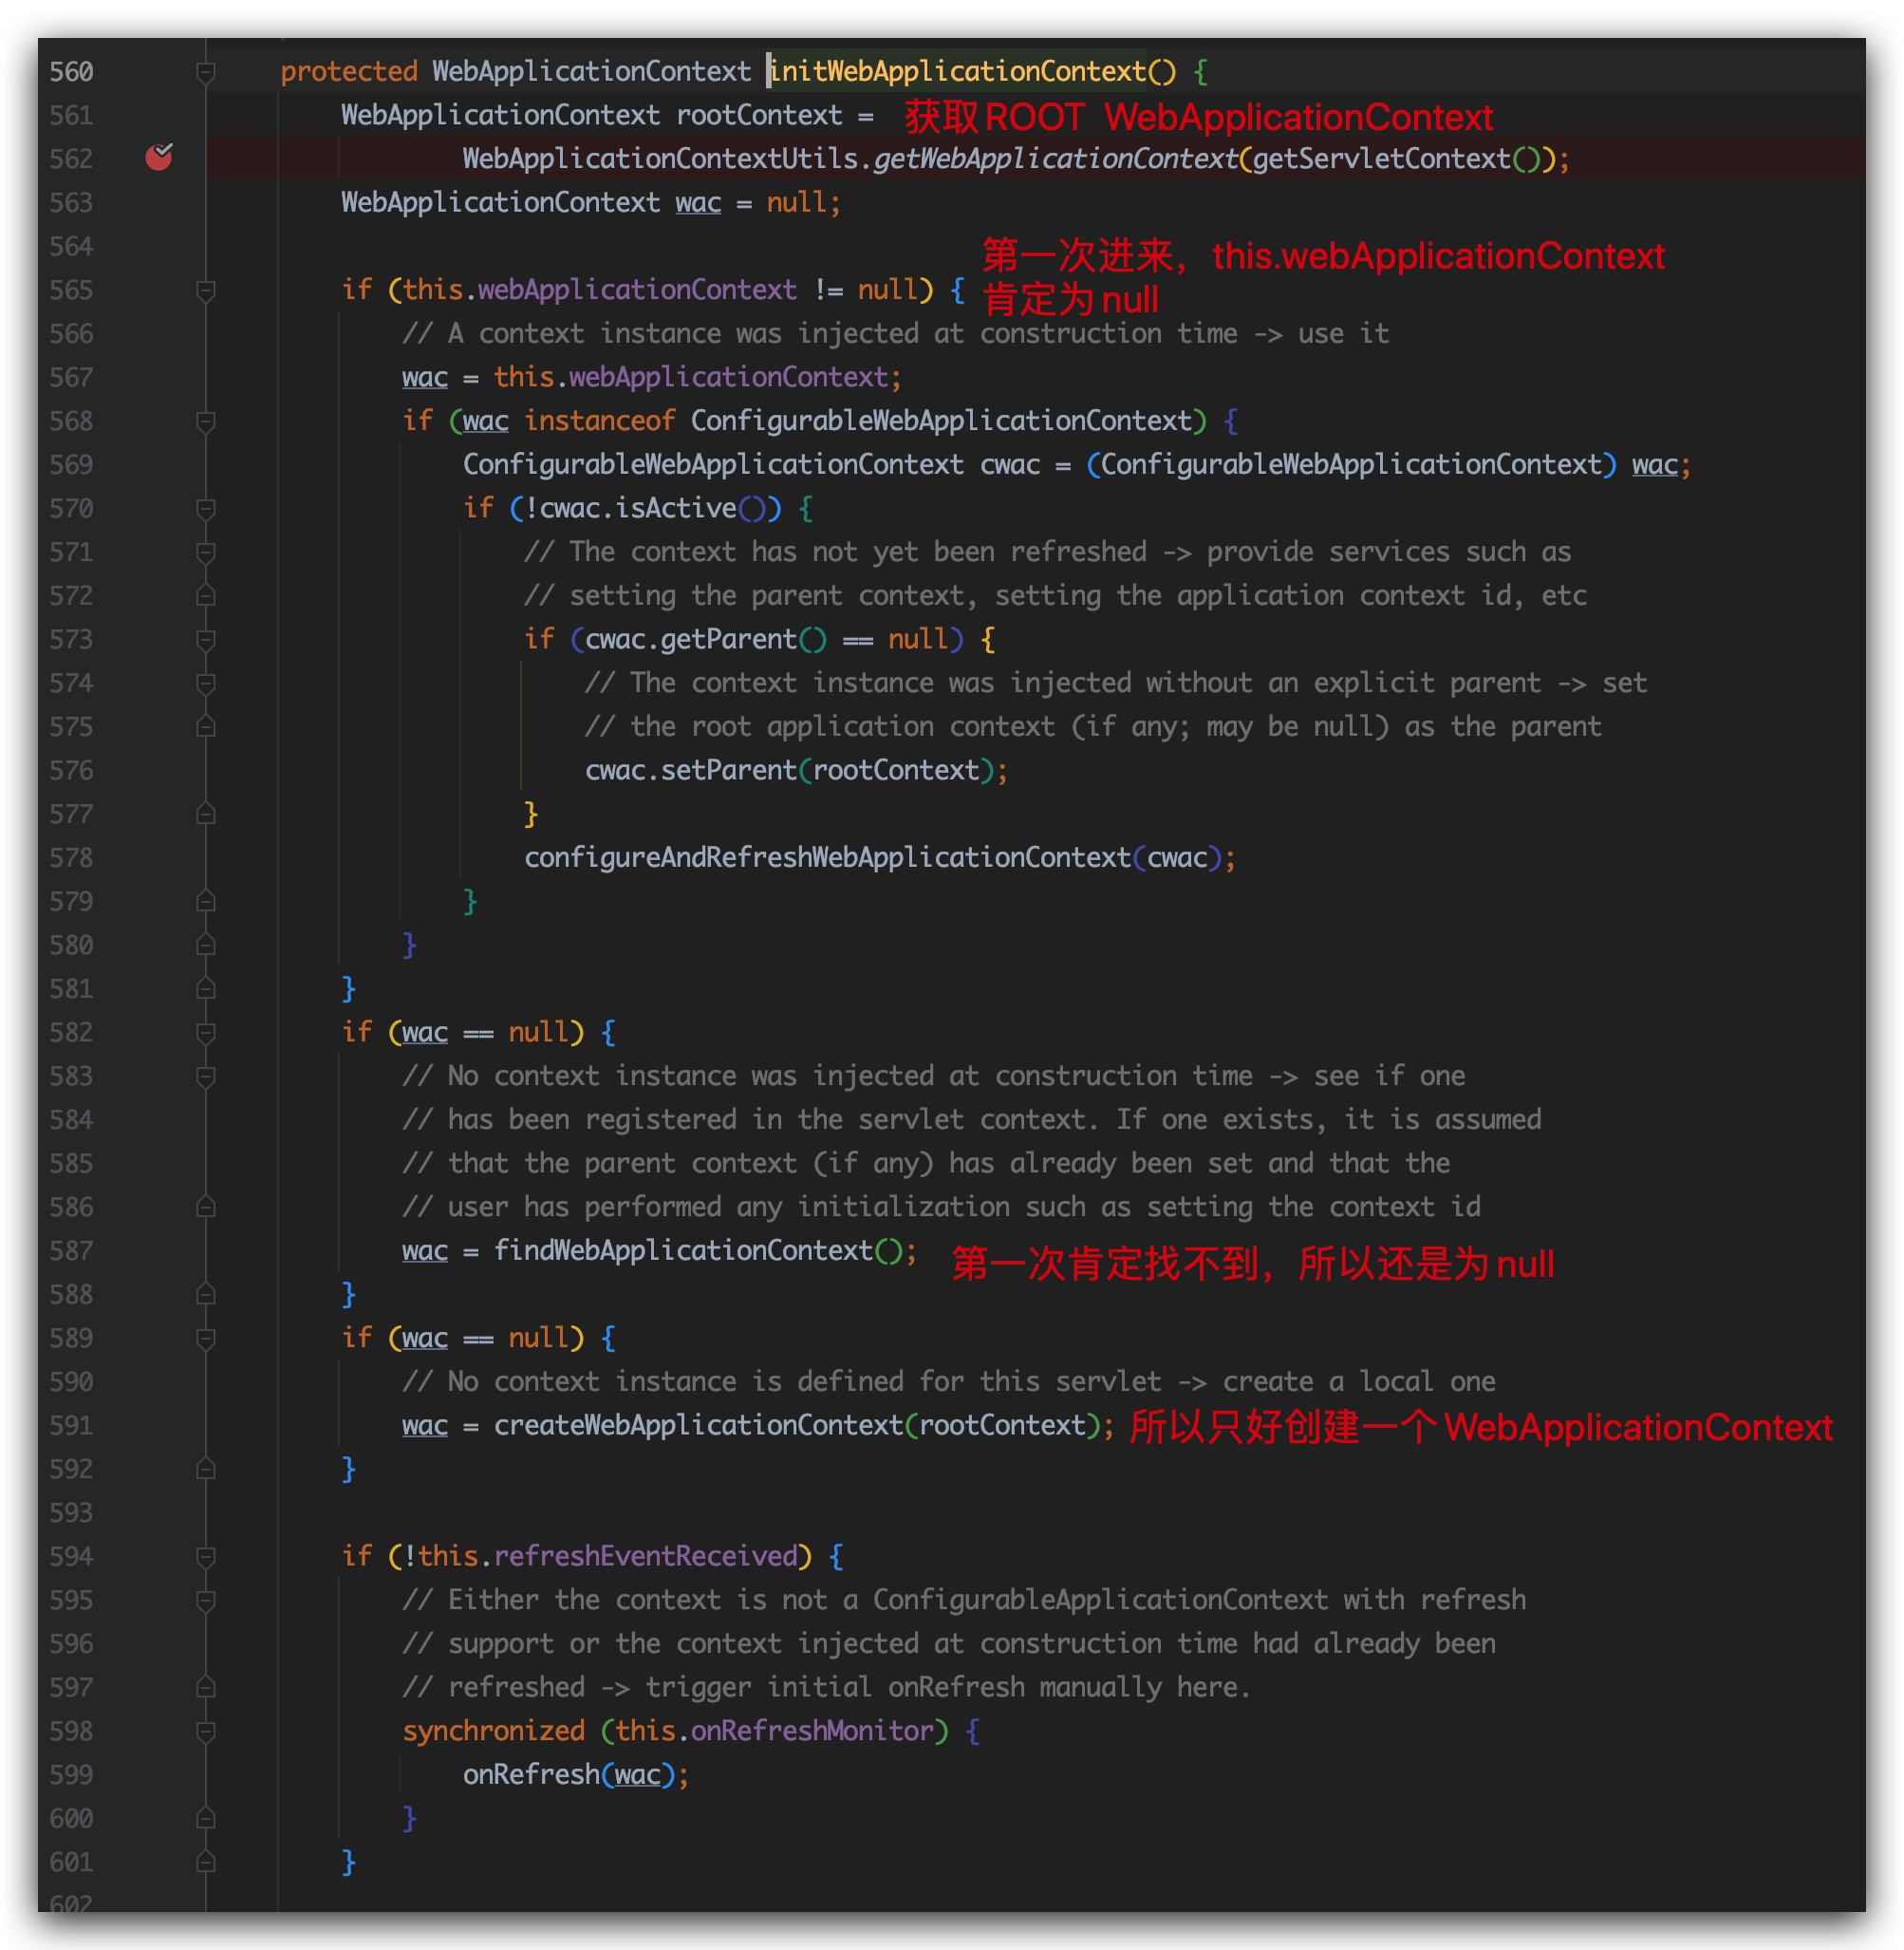 560 protected WebApplicationContext initWebApplicationContext() {
561 WebApplicationContext rootContext = 获取ROOT WebApplicationContext
562 WebApplicationContextUtils.getWebApplicationContext(getServletContext());
563 WebApplicationContext wac = null;
564 第一次进来，this.webApplicationContext
565 if (this.webApplicationContext != null) { 肯定为null
566 // A context instance was injected at construction time -> use it
567 wac = this.webApplicationContext;
568 if (wac instanceof ConfigurableWebApplicationContext) {
569 ConfigurableWebApplicationContext cwac = (ConfigurableWebApplicationContext) wac;
570 if (!cwac.isActive()) {
571 // The context has not yet been refreshed -> provide services such as
572 // setting the parent context, setting the application context id, etc
573 if (cwac.getParent() == null) {
574 // The context instance was injected without an explicit parent -> set
575 // the root application context (if any; may be null) as the parent
576 cwac.setParent(rootContext);
577 }
578 configureAndRefreshWebApplicationContext(cwac);
579 }
580 }
581 }
582 if (wac == null) {
583 // No context instance was injected at construction time -> see if one
584 // has been registered in the servlet context. If one exists, it is assumed
585 // that the parent context (if any) has already been set and that the
586 // user has performed any initialization such as setting the context id
587 wac = findWebApplicationContext(); 第一次肯定找不到，所以还是为null
588 }
589 if (wac == null) {
590 // No context instance is defined for this servlet -> create a local one
591 wac = createWebApplicationContext(rootContext); 所以只好创建一个WebApplicationContext
592 }
593
594 if (!this.refreshEventReceived) {
595 // Either the context is not a ConfigurableApplicationContext with refresh
596 // support or the context injected at construction time had already been
597 // refreshed -> trigger initial onRefresh manually here.
598 synchronized (this.onRefreshMonitor) {
599 onRefresh(wac);
600 }
601 }
602